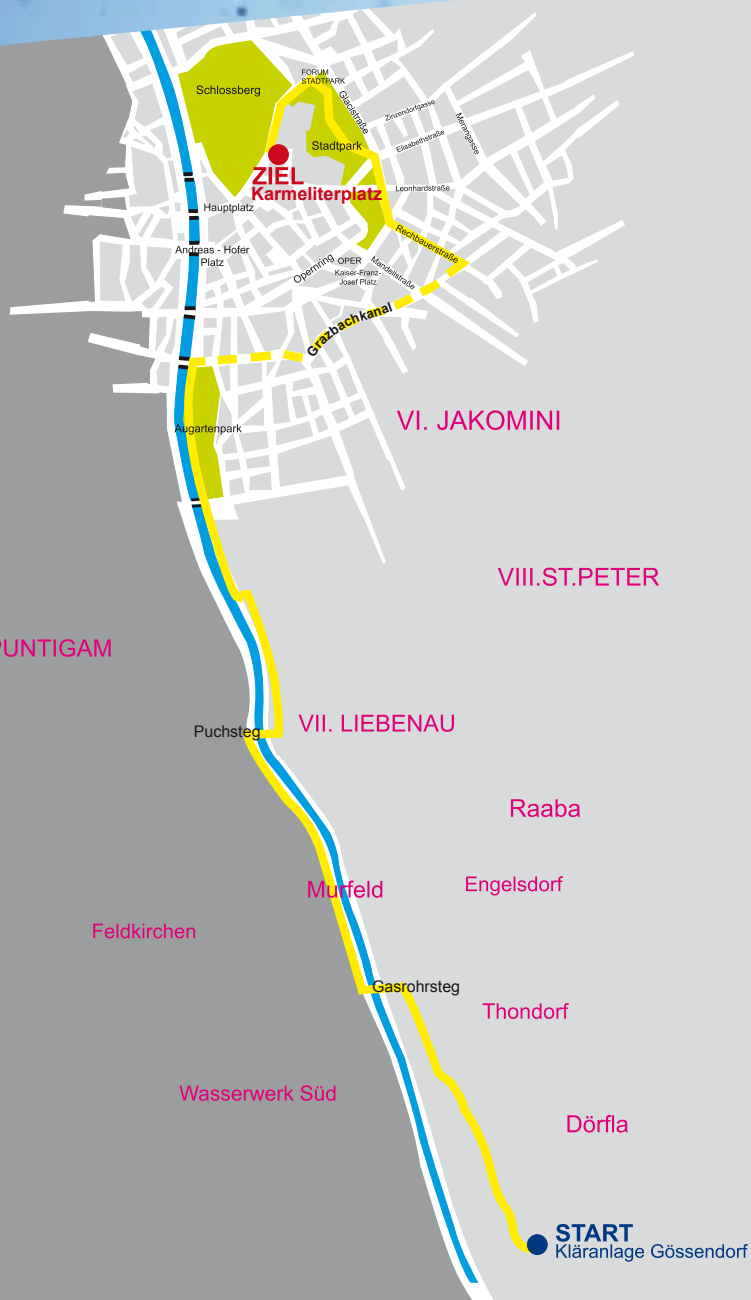 Schlossberg
FORUM
STADTPARK
Glacisstraße
Zinzendorfgasse
Merangasse
Elisabethstraße
Stadtpark
ZIEL
Karmeliterplatz
Leonhardstraße
Hauptplatz
Rechbauerstraße
Andreas - Hofer
Platz
Opernring
OPER
Kaiser-Franz-
Josef Platz
Mandellstraße
Grazbachkanal
VI. JAKOMINI
Augartenpark
VIII.ST.PETER
PUNTIGAM
VII. LIEBENAU
Puchsteg
Raaba
Murfeld
Engelsdorf
Feldkirchen
Gasrohrsteg
Thondorf
Wasserwerk Süd
Dörfla
START
Kläranlage Gössendorf